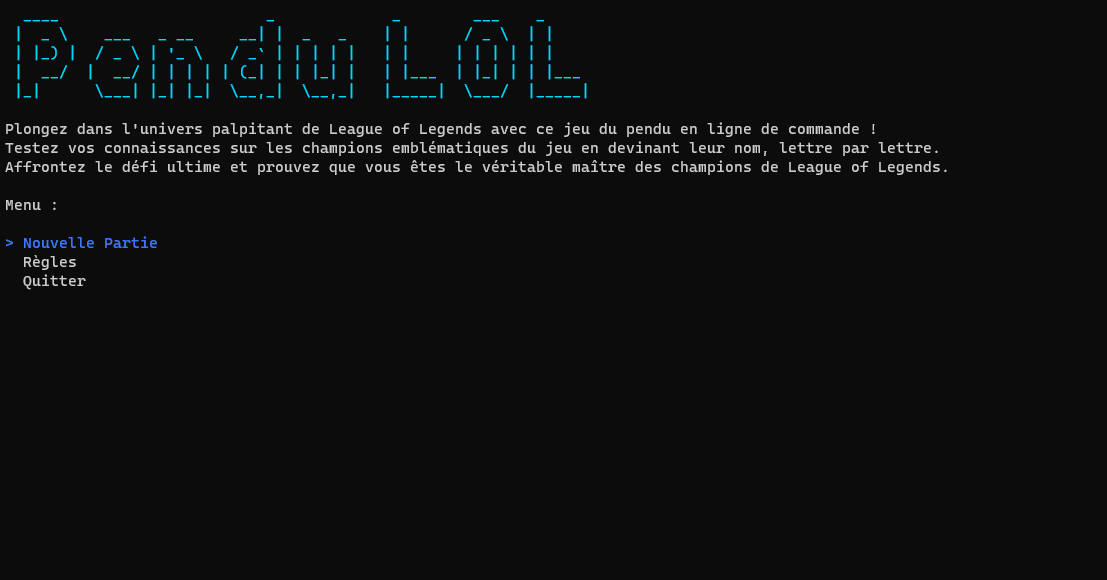 Pendu LOL
Plongez dans l'univers palpitant de League of Legends avec ce jeu du pendu en ligne de commande !
Testez vos connaissances sur les champions emblématiques du jeu en devinant leur nom, lettre par lettre.
Affrontez le défi ultime et prouvez que vous êtes le véritable maître des champions de League of Legends.
Menu :
> Nouvelle Partie
Règles
Quitter